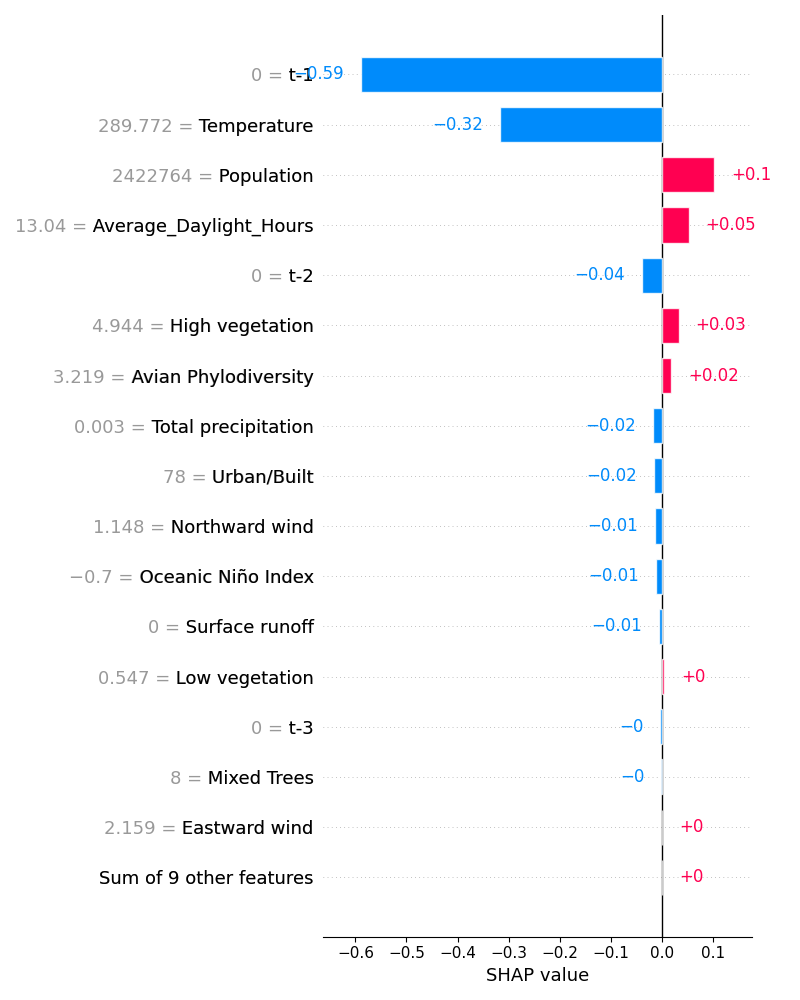 0 = t-1 −0.59
289.772 = Temperature −0.32
2422764 = Population +0.1
13.04 = Average_Daylight_Hours +0.05
0 = t-2 −0.04
4.944 = High vegetation +0.03
3.219 = Avian Phylodiversity +0.02
0.003 = Total precipitation −0.02
78 = Urban/Built −0.02
1.148 = Northward wind −0.01
−0.7 = Oceanic Niño Index −0.01
0 = Surface runoff −0.01
0.547 = Low vegetation +0
0 = t-3 −0
8 = Mixed Trees −0
2.159 = Eastward wind +0
Sum of 9 other features +0
−0.6 −0.5 −0.4 −0.3 −0.2 −0.1 0.0 0.1
SHAP value